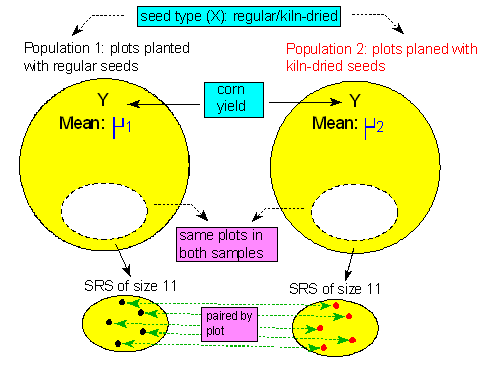 seed type (X): regular/kiln-dried
Population 1: plots planted
with regular seeds
Population 2: plots planed with
kiln-dried seeds
corn
yield
Y
Mean: μ1
Y
Mean: μ2
same plots in
both samples
SRS of size 11
SRS of size 11
paired by
plot